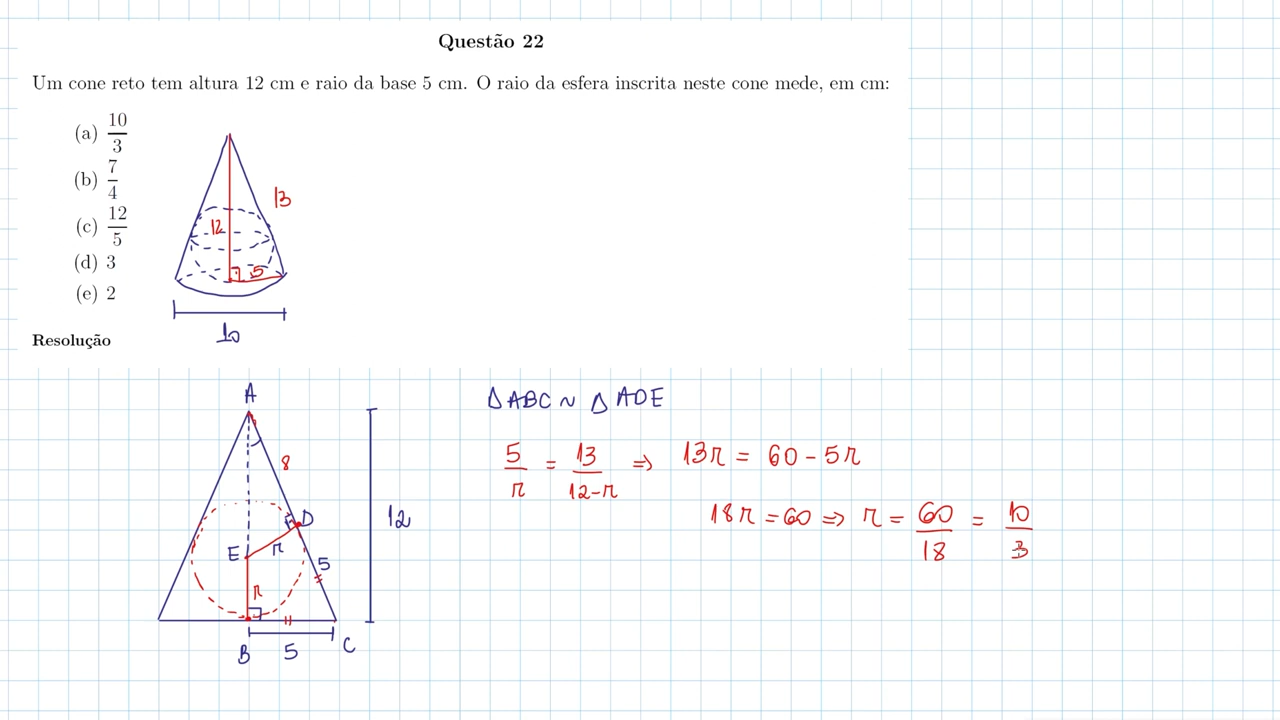 Questão 22
Um cone reto tem altura 12 cm e raio da base 5 cm. O raio da esfera inscrita neste cone mede, em cm:
(a) 10/3
(b) 7/4
(c) 12/5
(d) 3
(e) 2
13
12
5
10
Resolução
A
8
D
E
r
r
5
12
B
5
C
ΔABC ~ ΔADE
5/r = 13/(12-r) => 13r = 60 - 5r
18r = 60 => r = 60/18 = 10/3